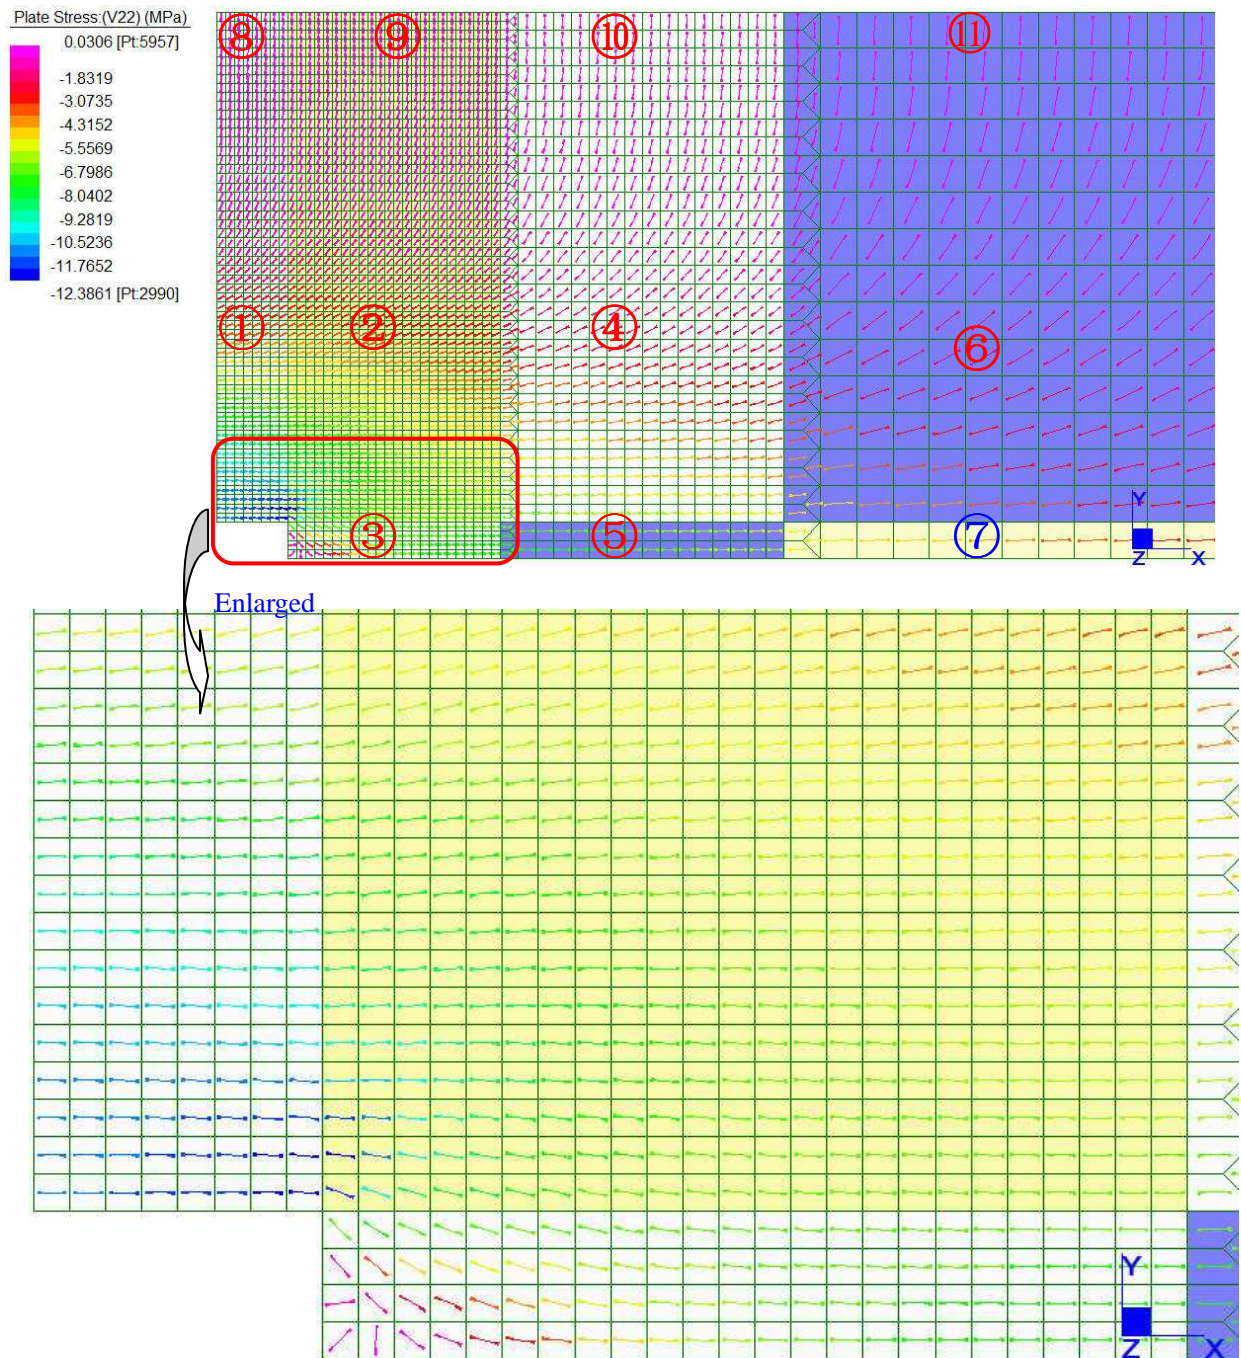 Plate Stress:(V22) (MPa)
0.0306 [Pt:5957]
-1.8319
-3.0735
-4.3152
-5.5569
-6.7986
-8.0402
-9.2819
-10.5236
-11.7652
-12.3861 [Pt:2990]
⑧ ⑨ ⑩ ⑪
① ② ④ ⑥
③ ⑤ ⑦
Y
Z X
Enlarged
Y
Z X